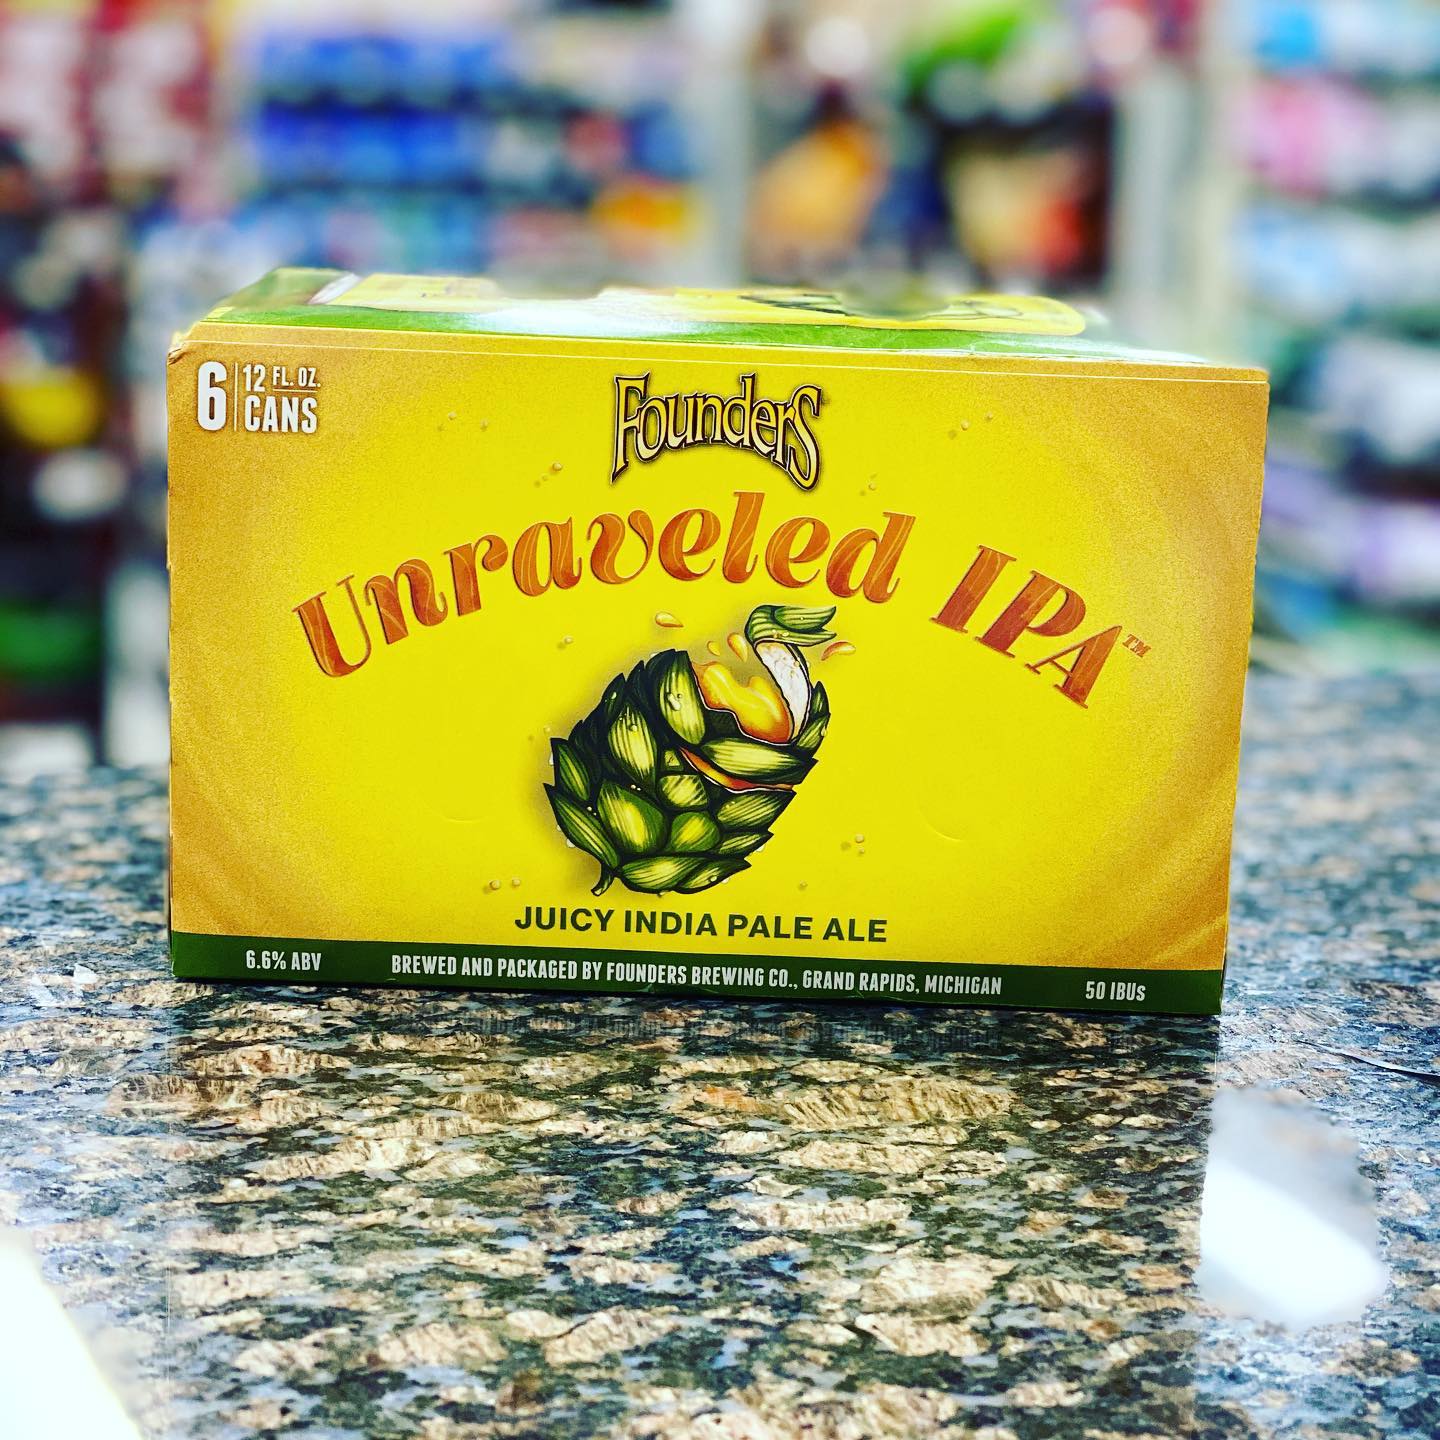 6 12 FL. OZ.
CANS
Founders
Unraveled IPA™
JUICY INDIA PALE ALE
6.6% ABV BREWED AND PACKAGED BY FOUNDERS BREWING CO., GRAND RAPIDS, MICHIGAN 50 IBUs